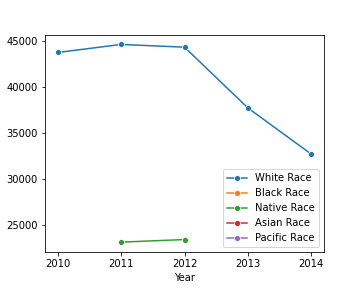 45000
40000
35000
30000
25000
White Race
Black Race
Native Race
Asian Race
Pacific Race
2010 2011 2012 2013 2014
Year